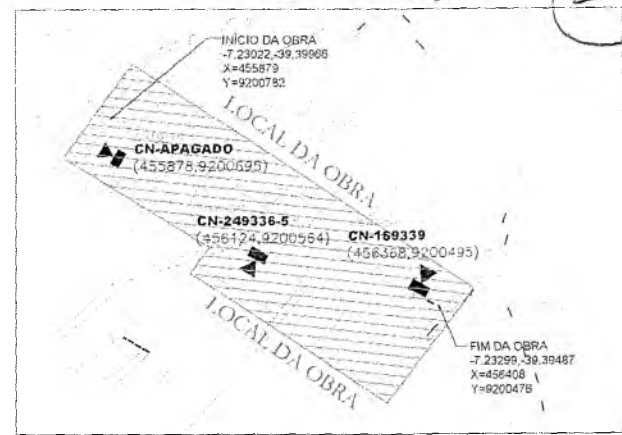 INÍCIO DA OBRA
-7.23022,-39.39966
X=455879
Y=9200782
LOCAL DA OBRA
CN-APAGADO
(455878,9200695)
CN-249336-5
(456124,9200564)
CN-169339
(456368,9200495)
LOCAL DA OBRA
FIM DA OBRA
-7.23299,-39.39487
X=456408
Y=9200476